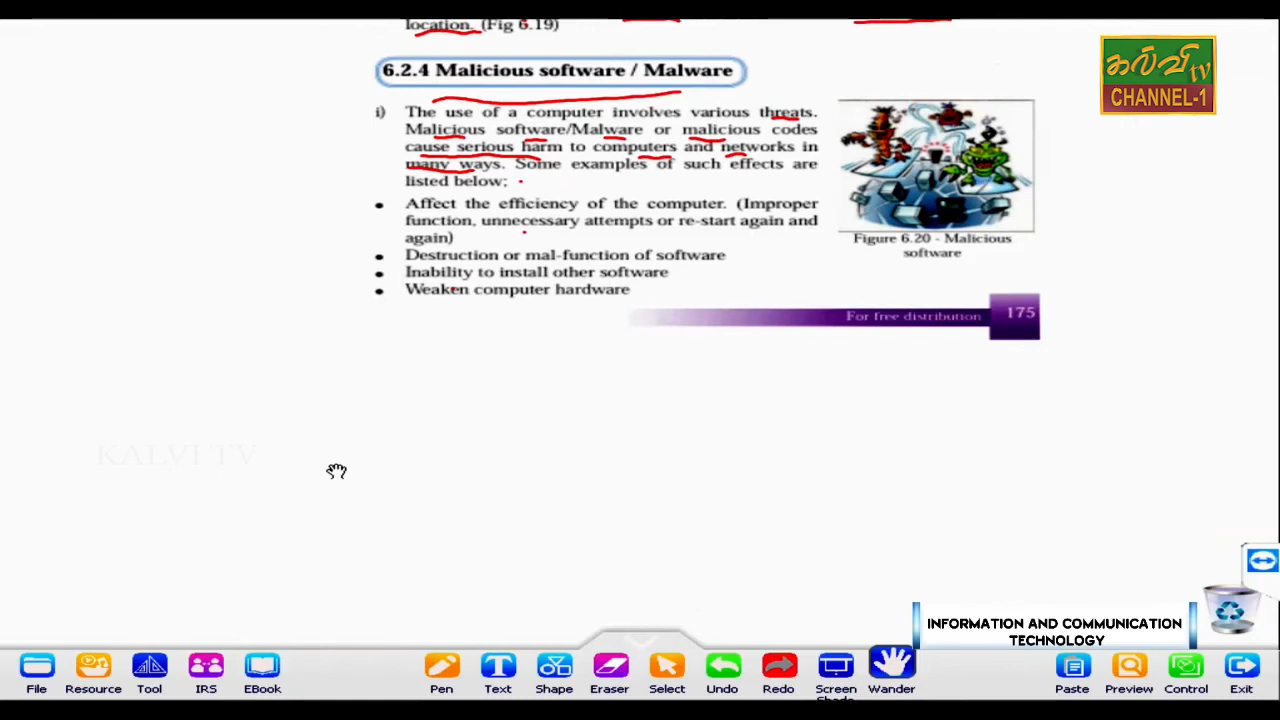 location. (Fig 6.19)
கல்வி tv
CHANNEL-1
6.2.4 Malicious software / Malware
i) The use of a computer involves various threats.
Malicious software/Malware or malicious codes
cause serious harm to computers and networks in
many ways. Some examples of such effects are
listed below;
• Affect the efficiency of the computer. (Improper
function, unnecessary attempts or re-start again and
again)
• Destruction or mal-function of software
• Inability to install other software
• Weaken computer hardware
Figure 6.20 - Malicious
software
For free distribution 175
KALVI TV
INFORMATION AND COMMUNICATION
TECHNOLOGY
File Resource Tool IRS EBook Pen Text Shape Eraser Select Undo Redo Screen Wander Paste Preview Control Exit